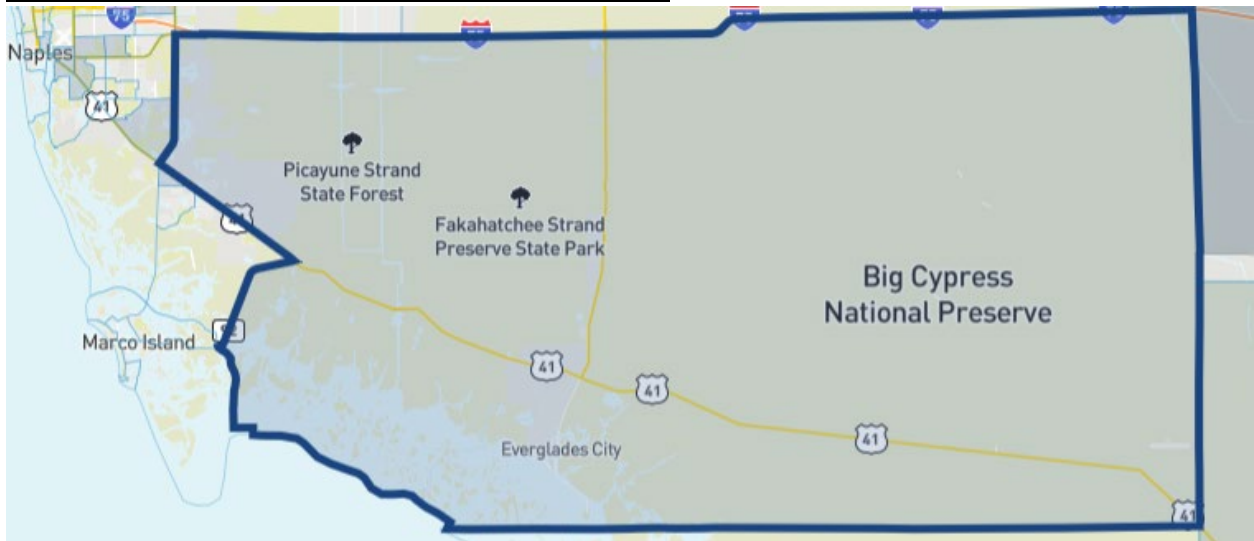 75
Naples
41
Picayune Strand
State Forest
41
Fakahatchee Strand
Preserve State Park
Big Cypress
National Preserve
Marco Island
41
41
41
Everglades City
41